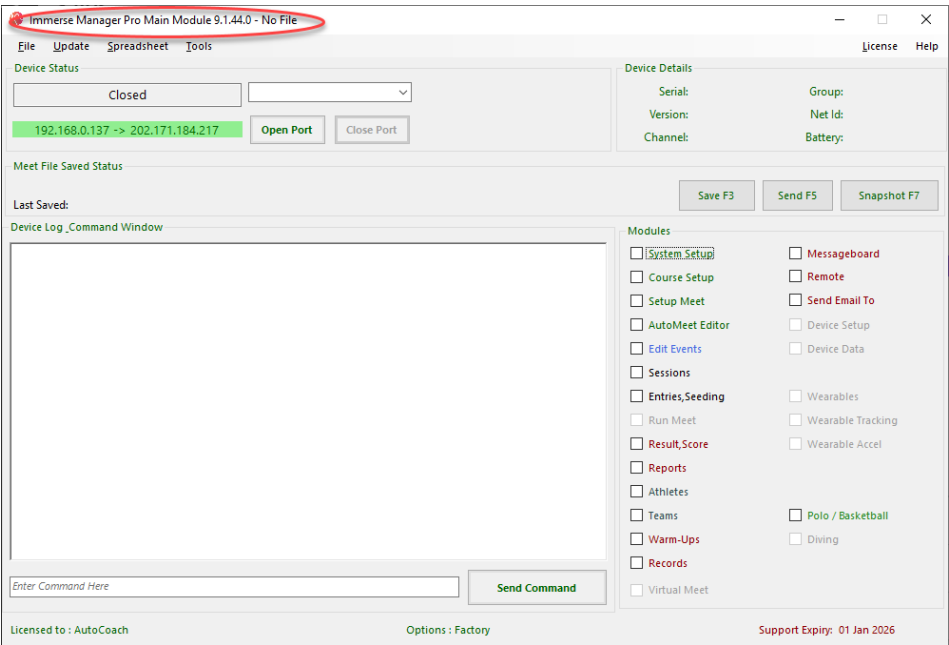 Immerse Manager Pro Main Module 9.1.44.0 - No File
File Update Spreadsheet Tools License Help
Device Status
Closed
192.168.0.137 -> 202.171.184.217 Open Port Close Port
Device Details
Serial: Group:
Version: Net Id:
Channel: Battery:
Meet File Saved Status
Last Saved:
Save F3 Send F5 Snapshot F7
Device Log _Command Window
Enter Command Here Send Command
Modules
System Setup Messageboard
Course Setup Remote
Setup Meet Send Email To
AutoMeet Editor Device Setup
Edit Events Device Data
Sessions
Entries,Seeding Wearables
Run Meet Wearable Tracking
Result,Score Wearable Accel
Reports
Athletes
Teams Polo / Basketball
Warm-Ups Diving
Records
Virtual Meet
Licensed to : AutoCoach Options : Factory Support Expiry: 01 Jan 2026